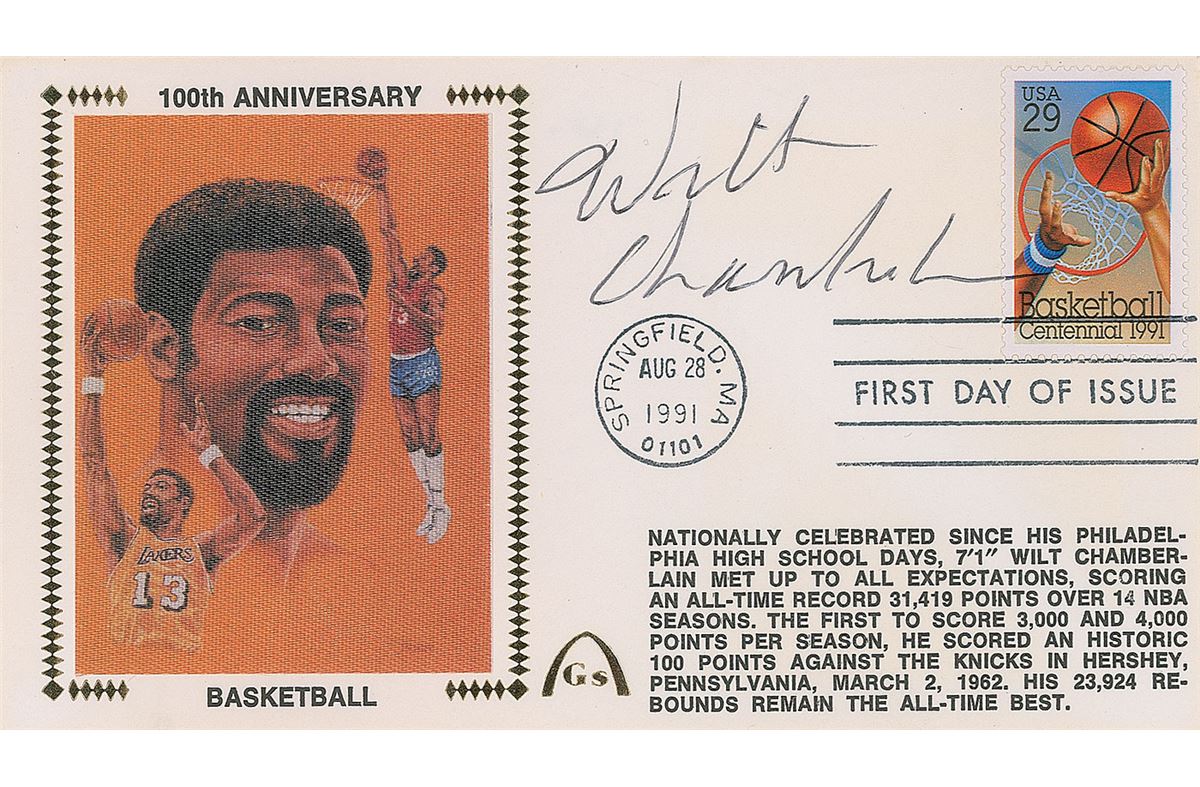 100th ANNIVERSARY
LAKERS
13
BASKETBALL
Wilt
Chamberlain
USA
29
Basketball
Centennial 1991
SPRINGFIELD. MA
AUG 28
1991
01101
FIRST DAY OF ISSUE
Gs
NATIONALLY CELEBRATED SINCE HIS PHILADEL-
PHIA HIGH SCHOOL DAYS, 7'1" WILT CHAMBER-
LAIN MET UP TO ALL EXPECTATIONS, SCORING
AN ALL-TIME RECORD 31,419 POINTS OVER 14 NBA
SEASONS. THE FIRST TO SCORE 3,000 AND 4,000
POINTS PER SEASON, HE SCORED AN HISTORIC
100 POINTS AGAINST THE KNICKS IN HERSHEY,
PENNSYLVANIA, MARCH 2, 1962. HIS 23,924 RE-
BOUNDS REMAIN THE ALL-TIME BEST.